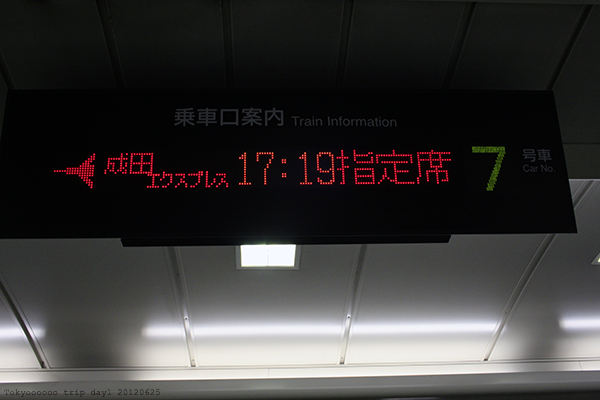 乗車口案内 Train Information
成田エクスプレス 17:19指定席 7 号車
Car No.
Tokyoooooo trip day1 20120625